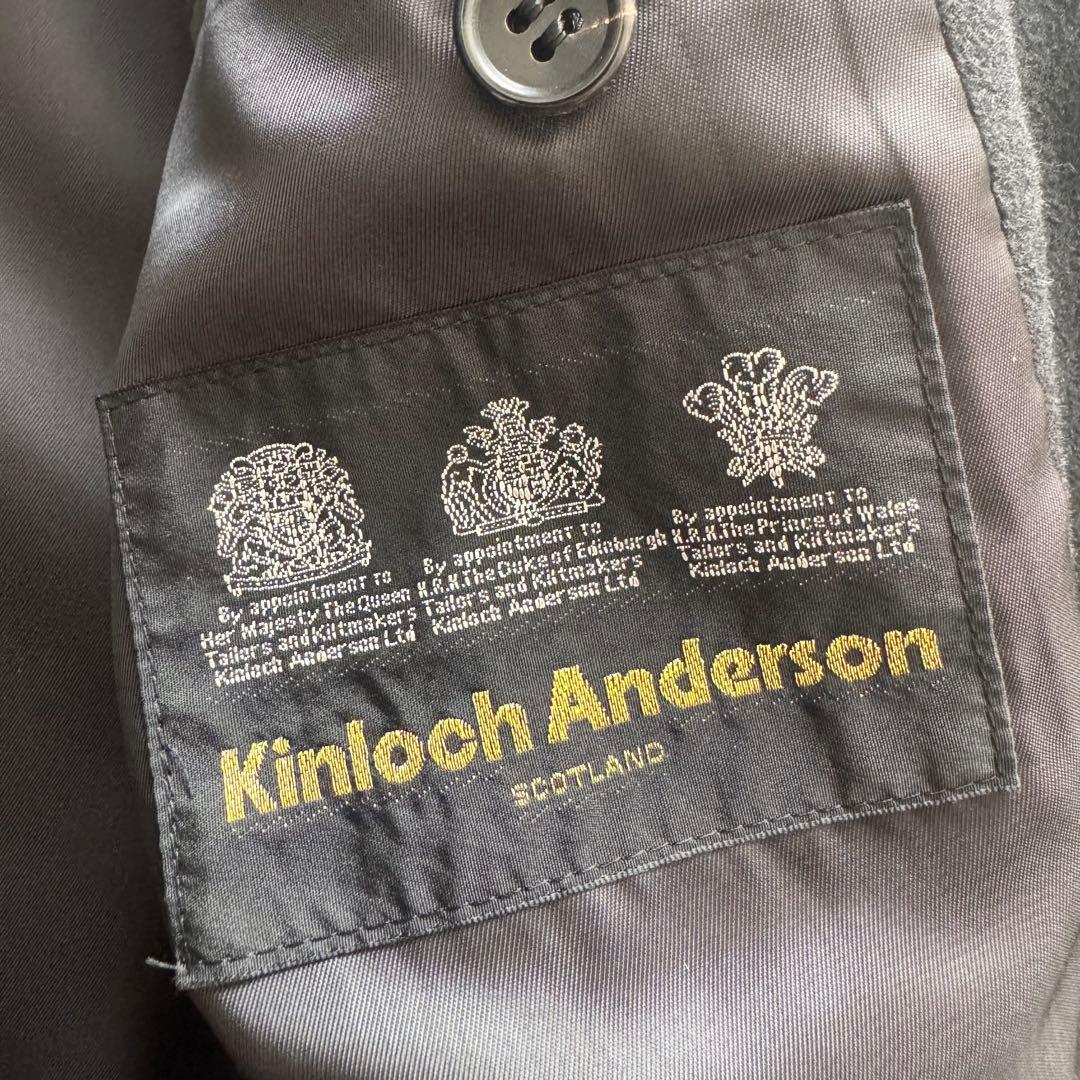 By appointment to
Her Majesty The Queen
Tailors and Kiltmakers
Kinloch Anderson Ltd
By appointment to
H.R.H. The Duke of Edinburgh
Tailors and Kiltmakers
Kinloch Anderson Ltd
By appointment to
H.R.H. The Prince of Wales
Tailors and Kiltmakers
Kinloch Anderson Ltd
Kinloch Anderson
SCOTLAND